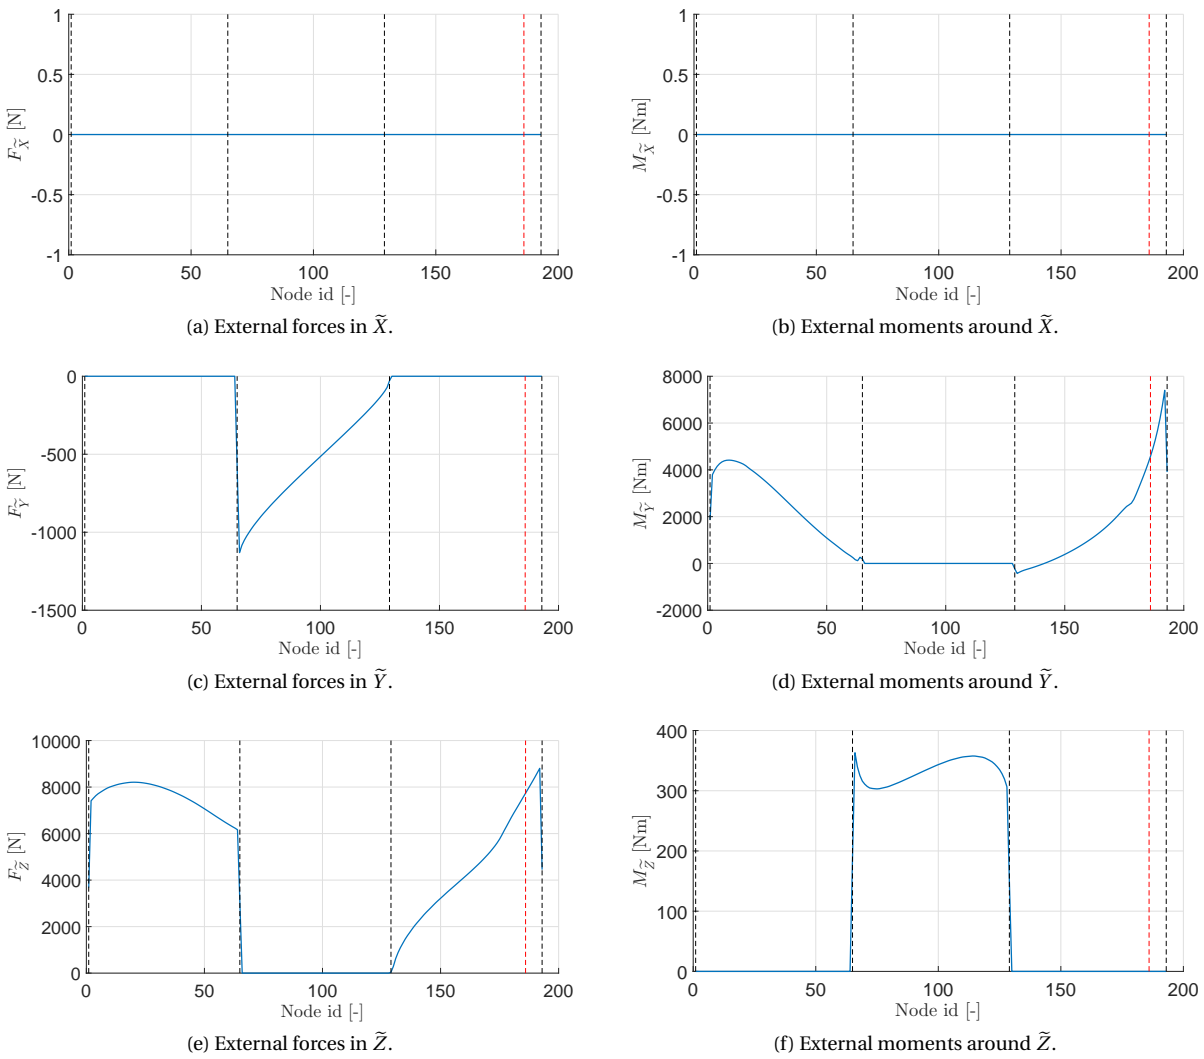 1
0.5
0
-0.5
-1
0 50 100 150 200
F_X̃ [N]
Node id [-]
(a) External forces in X̃.
1
0.5
0
-0.5
-1
0 50 100 150 200
M_X̃ [Nm]
Node id [-]
(b) External moments around X̃.
0
-500
-1000
-1500
0 50 100 150 200
F_Ỹ [N]
Node id [-]
(c) External forces in Ỹ.
8000
6000
4000
2000
0
-2000
0 50 100 150 200
M_Ỹ [Nm]
Node id [-]
(d) External moments around Ỹ.
10000
8000
6000
4000
2000
0
0 50 100 150 200
F_Z̃ [N]
Node id [-]
(e) External forces in Z̃.
400
300
200
100
0
0 50 100 150 200
M_Z̃ [Nm]
Node id [-]
(f) External moments around Z̃.